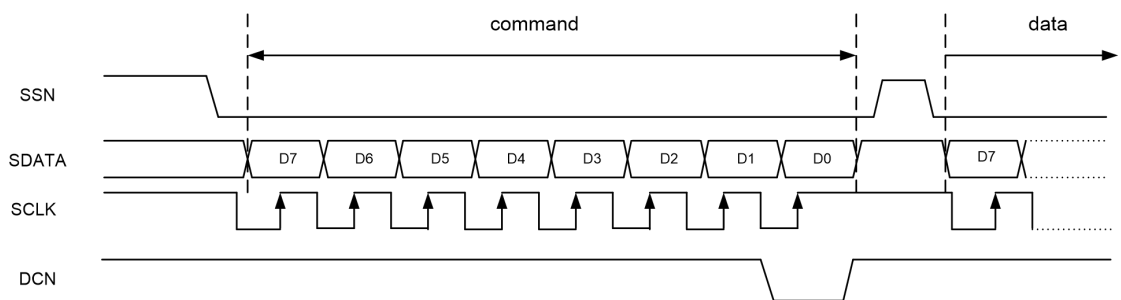 command
data
SSN
SDATA
D7
D6
D5
D4
D3
D2
D1
D0
D7
SCLK
DCN